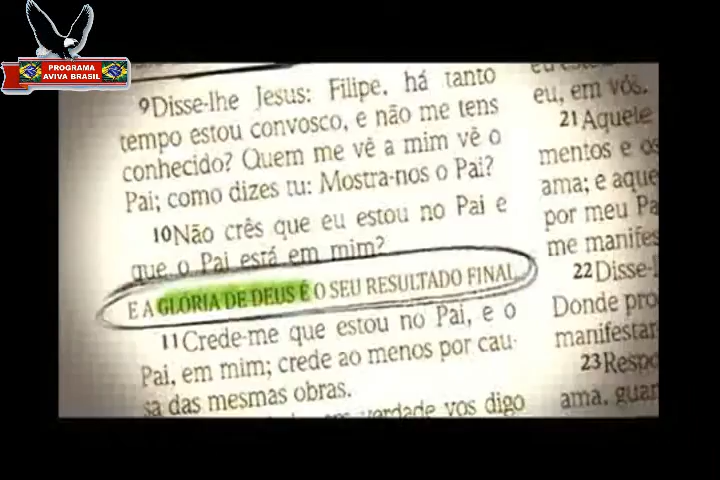 PROGRAMA
AVIVA BRASIL
9Disse-lhe Jesus: Filipe, há tanto
tempo estou convosco, e não me tens
conhecido? Quem me vê a mim vê o
Pai; como dizes tu: Mostra-nos o Pai?
10Não crês que eu estou no Pai e
que o Pai está em mim?
E A GLÓRIA DE DEUS É O SEU RESULTADO FINAL
11Crede-me que estou no Pai, e o
Pai, em mim; crede ao menos por cau-
sa das mesmas obras.
verdade vos digo
eu, em vós.
21Aquele
mentos e os
ama; e aque
por meu Pa
me manifes
22Disse-l
Donde pro
manifestar
23Respo
ama, guar